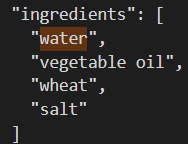 "ingredients": [
"water",
"vegetable oil",
"wheat",
"salt"
]